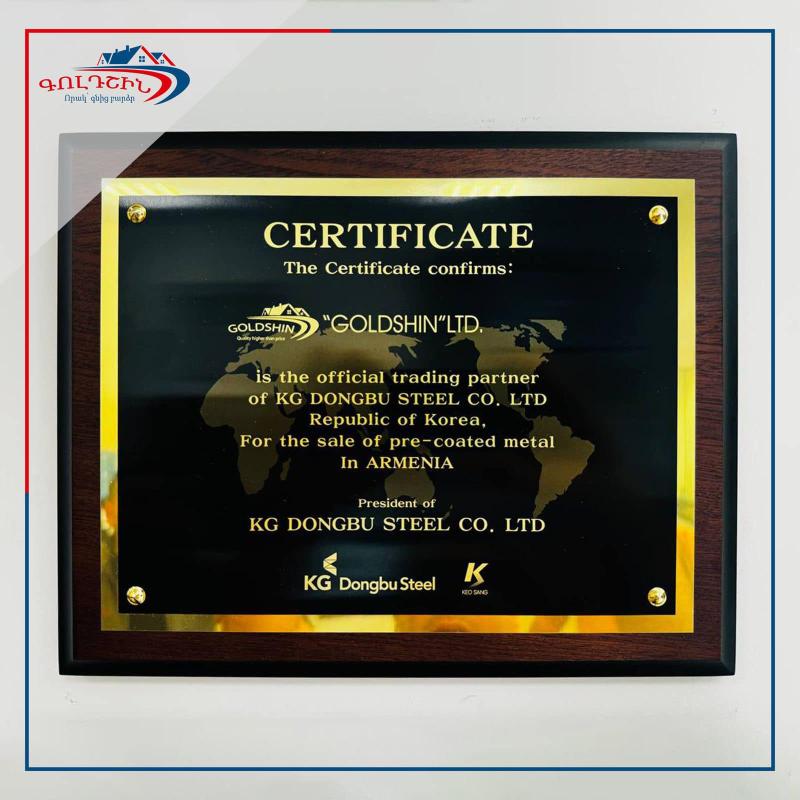 ԳՈԼԴՇԻՆ
Որակ՝ գնից բարձր
CERTIFICATE
The Certificate confirms:
GOLDSHIN
Quality higher than price
"GOLDSHIN"LTD.
is the official trading partner
of KG DONGBU STEEL CO. LTD
Republic of Korea,
For the sale of pre-coated metal
In ARMENIA
President of
KG DONGBU STEEL CO. LTD
KG Dongbu Steel
K
KEO SANG